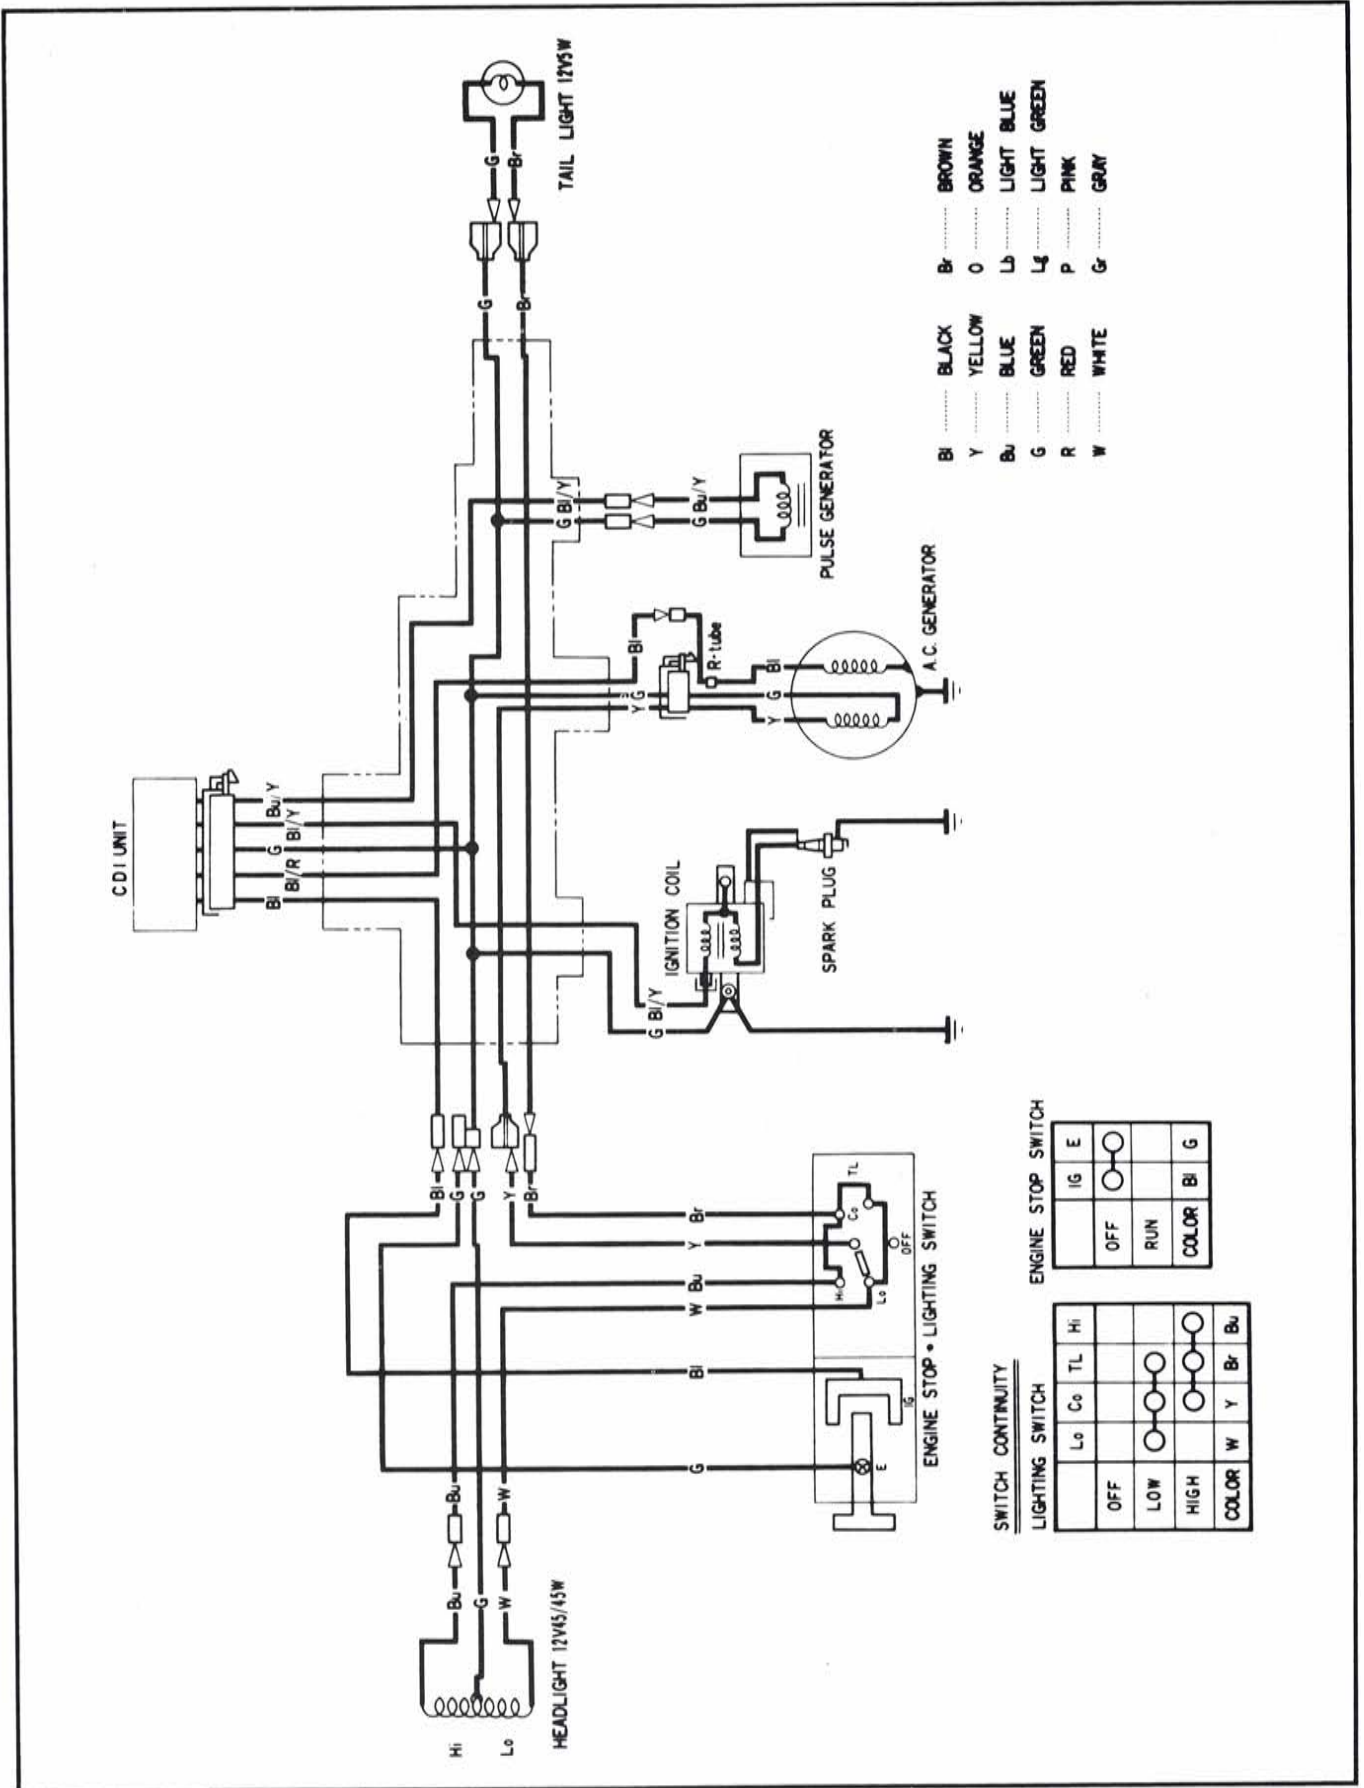 TAIL LIGHT 12V5W
G
Br
G
Br
CDI UNIT
Bu/Y
Bl/Y
G
Bl/R
Bl
G Bl/Y
G Bu/Y
PULSE GENERATOR
Bl
R-tube
G
Y
Bl
G
Y
A.C. GENERATOR
IGNITION COIL
SPARK PLUG
G Bl/Y
Bl
G
G
Y
Br
Br
Y
Bu
W
Bl
G
TL
Co
OFF
Hi
Lo
IG
E
ENGINE STOP • LIGHTING SWITCH
Bu
W
Bu
G
W
Hi
Lo
HEADLIGHT 12V45/45W
Bl BLACK Br BROWN
Y YELLOW O ORANGE
Bu BLUE Lb LIGHT BLUE
G GREEN Lg LIGHT GREEN
R RED P PINK
W WHITE Gr GRAY
SWITCH CONTINUITY
LIGHTING SWITCH
Lo Co TL Hi
OFF
LOW
HIGH
COLOR W Y Br Bu
ENGINE STOP SWITCH
IG E
OFF
RUN
COLOR Bl G